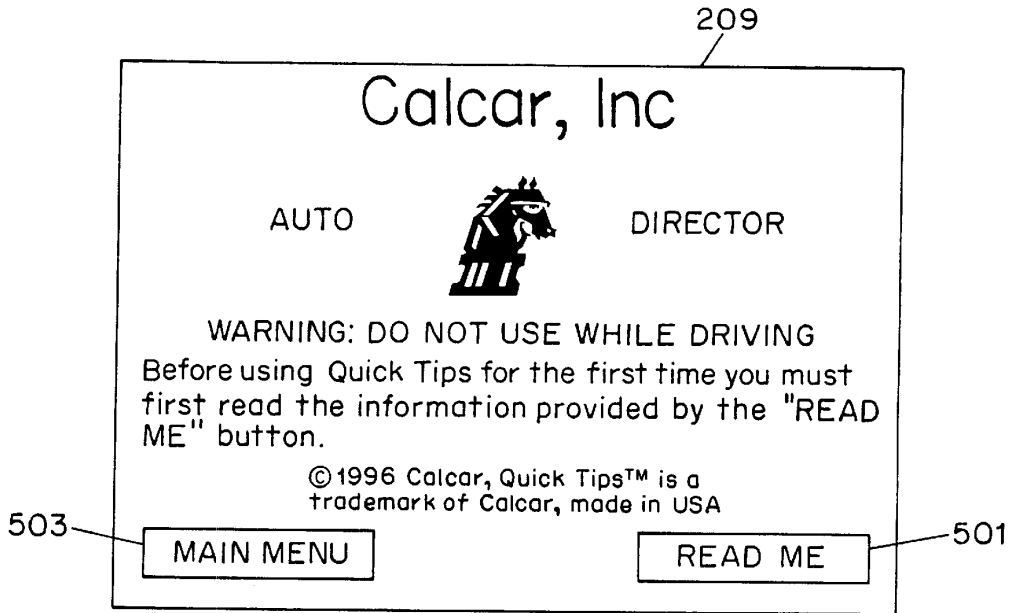 209
Calcar, Inc
AUTO DIRECTOR
WARNING: DO NOT USE WHILE DRIVING
Before using Quick Tips for the first time you must
first read the information provided by the "READ
ME" button.
©1996 Calcar, Quick Tips™ is a
trademark of Calcar, made in USA
503 MAIN MENU READ ME 501